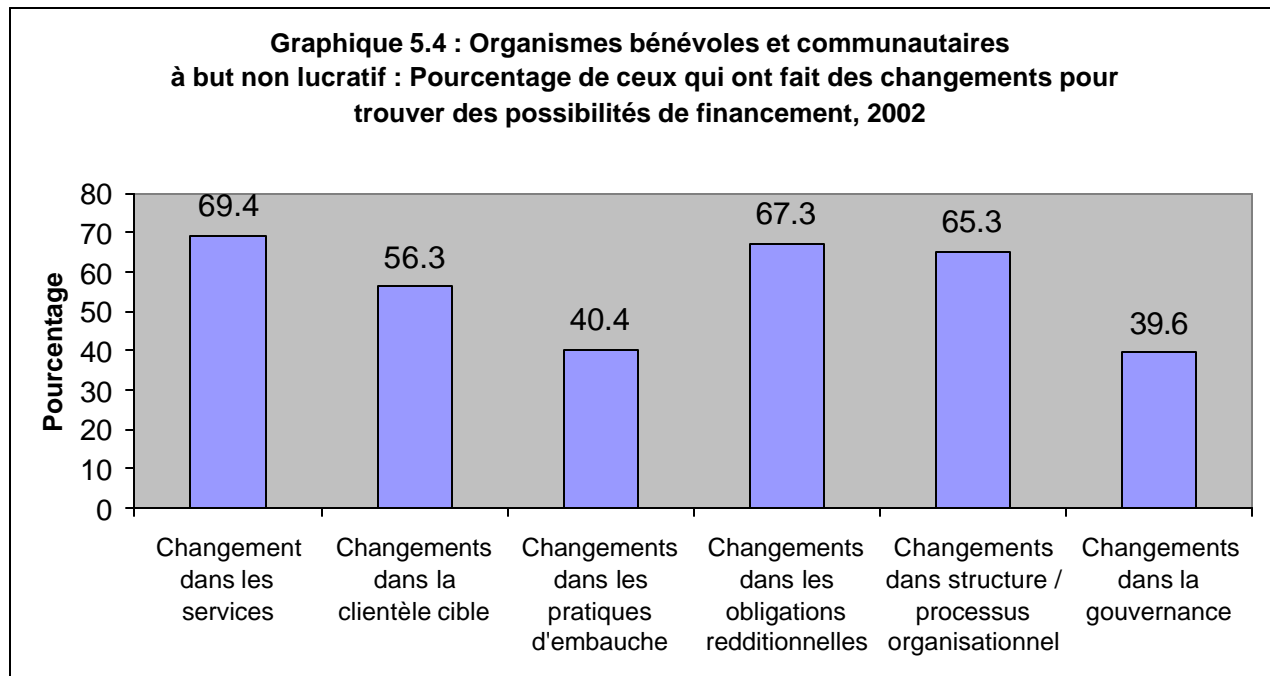 Graphique 5.4 : Organismes bénévoles et communautaires
à but non lucratif : Pourcentage de ceux qui ont fait des changements pour
trouver des possibilités de financement, 2002
Pourcentage
80
70
60
50
40
30
20
10
0
69.4
56.3
40.4
67.3
65.3
39.6
Changement
dans les
services
Changements
dans la
clientèle cible
Changements
dans les
pratiques
d'embauche
Changements
dans les
obligations
redditionnelles
Changements
dans structure /
processus
organisationnel
Changements
dans la
gouvernance